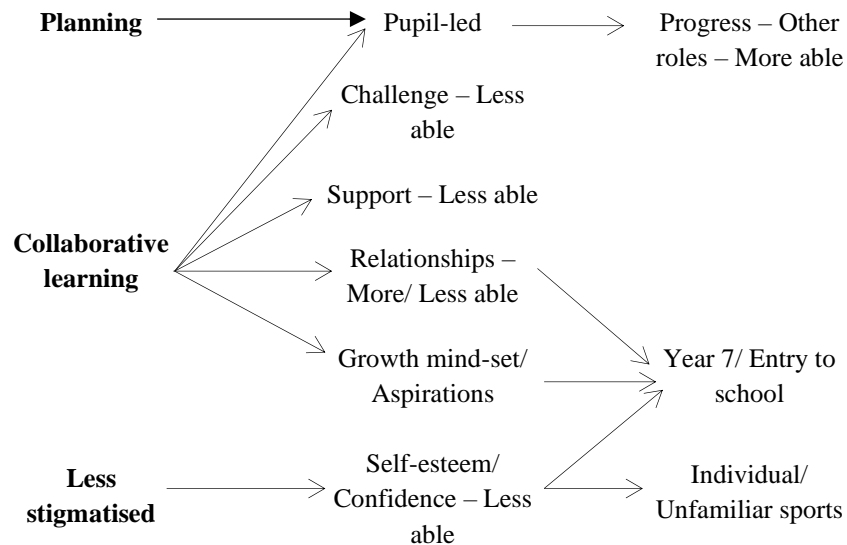 Planning
Pupil-led
Progress – Other
roles – More able
Challenge – Less
able
Support – Less able
Collaborative
learning
Relationships –
More/ Less able
Growth mind-set/
Aspirations
Year 7/ Entry to
school
Less
stigmatised
Self-esteem/
Confidence – Less
able
Individual/
Unfamiliar sports